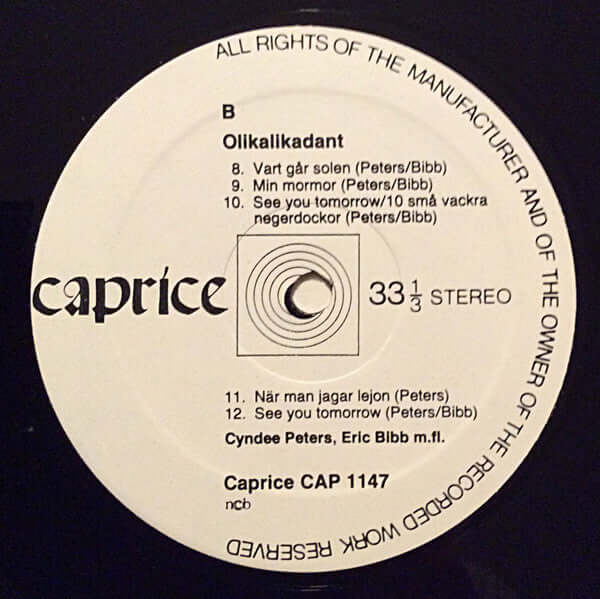 ALL RIGHTS OF THE MANUFACTURER AND OF THE OWNER OF THE RECORDED WORK RESERVED
B
Olikalikadant
8. Vart går solen (Peters/Bibb)
9. Min mormor (Peters/Bibb)
10. See you tomorrow/10 små vackra
negerdockor (Peters/Bibb)
caprice
33 1/3 STEREO
11. När man jagar lejon (Peters)
12. See you tomorrow (Peters/Bibb)
Cyndee Peters, Eric Bibb m.fl.
Caprice CAP 1147
ncb